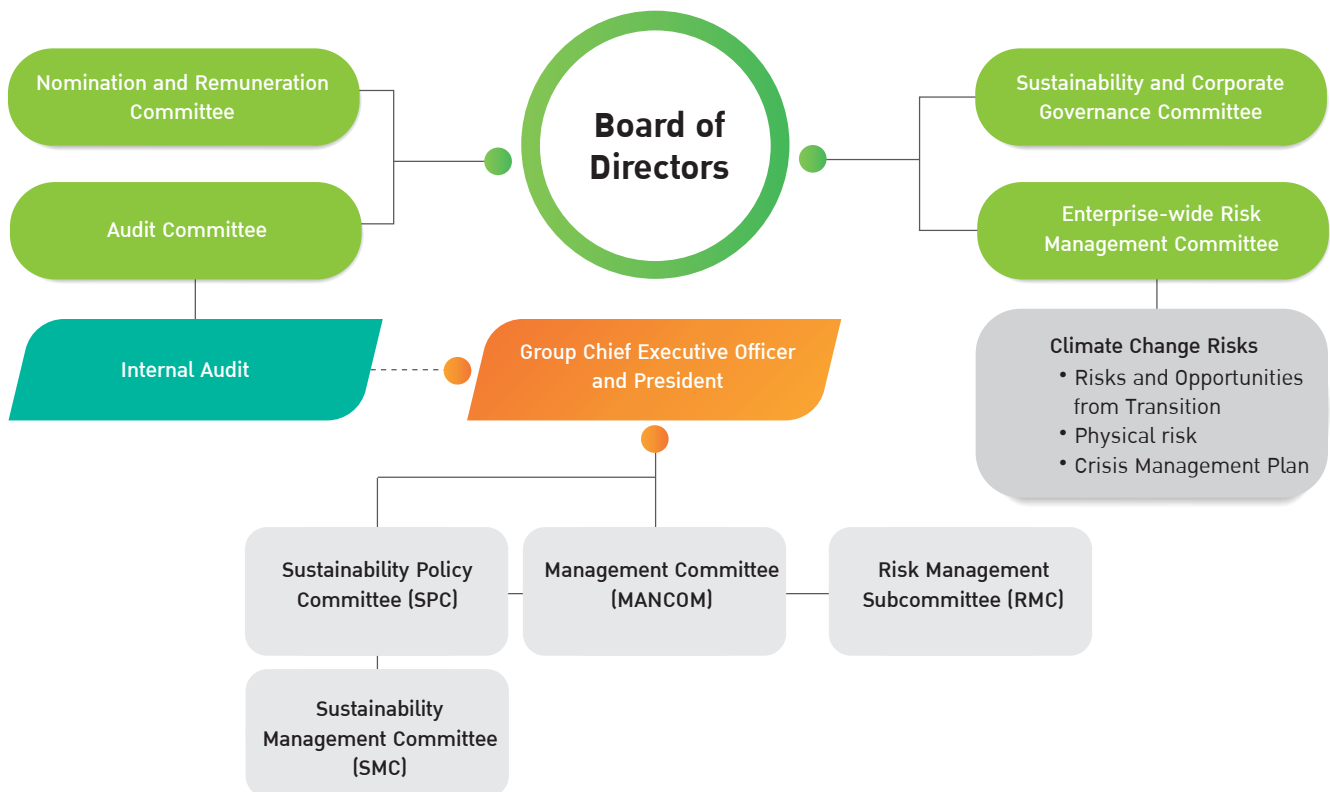 Nomination and Remuneration
Committee
Audit Committee
Internal Audit
Board of
Directors
Sustainability and Corporate
Governance Committee
Enterprise-wide Risk
Management Committee
Climate Change Risks
• Risks and Opportunities
from Transition
• Physical risk
• Crisis Management Plan
Group Chief Executive Officer
and President
Sustainability Policy
Committee (SPC)
Management Committee
(MANCOM)
Risk Management
Subcommittee (RMC)
Sustainability
Management Committee
(SMC)